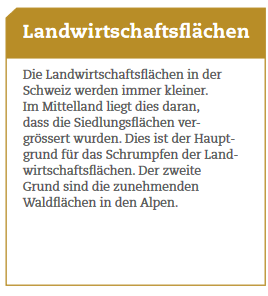 Landwirtschaftsflächen
Die Landwirtschaftsflächen in der
Schweiz werden immer kleiner.
Im Mittelland liegt dies daran,
dass die Siedlungsflächen ver-
grössert wurden. Dies ist der Haupt-
grund für das Schrumpfen der Land-
wirtschaftsflächen. Der zweite
Grund sind die zunehmenden
Waldflächen in den Alpen.